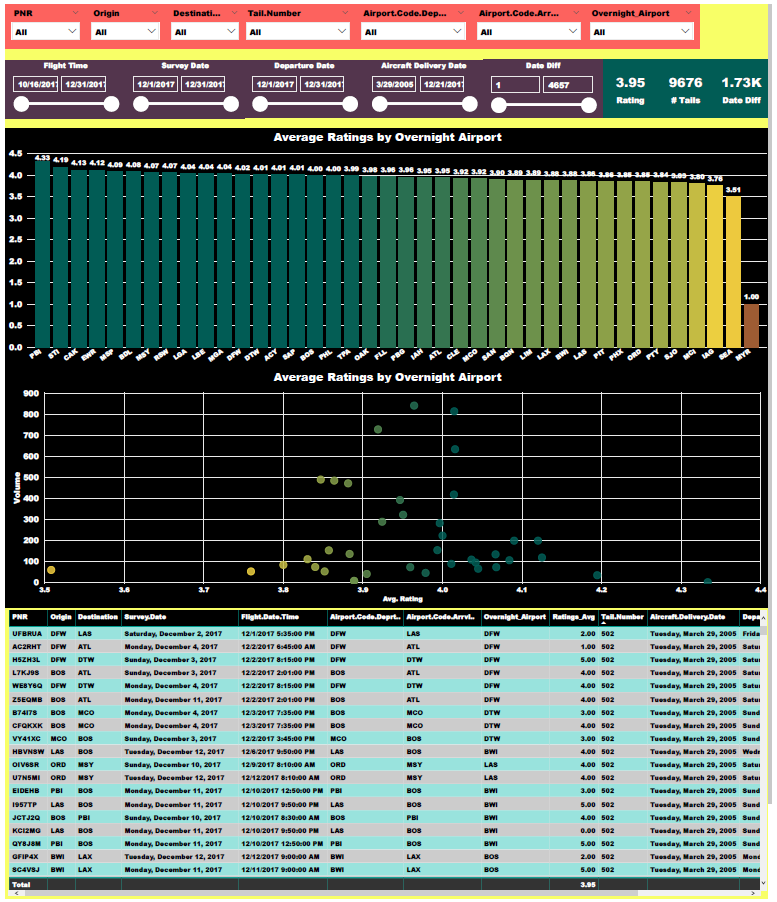 PNR Origin Destinati... Tail.Number Airport.Code.Dep... Airport.Code.Arr... Overnight_Airport
All All All All All All All
Flight Time Survey Date Departure Date Aircraft Delivery Date Date Diff
10/16/2017 12/31/2017 12/1/2017 12/31/2017 12/1/2017 12/31/2017 3/29/2005 12/21/2017 1 4657
3.95 9676 1.73K
Rating # Tails Date Diff
Average Ratings by Overnight Airport
4.5
4.0
3.5
3.0
2.5
2.0
1.5
1.0
0.5
0.0
4.33 4.19 4.13 4.12 4.09 4.08 4.07 4.07 4.04 4.04 4.04 4.02 4.01 4.01 4.01 4.00 4.00 3.99 3.98 3.96 3.96 3.95 3.95 3.92 3.92 3.90 3.89 3.89 3.88 3.88 3.86 3.86 3.85 3.85 3.84 3.83 3.80 3.76 3.51 1.00
PBI STI CAK EWR MSP BDL MSY RSW LGA LBE MGA DFW DTW ACY SAP BOS PHL TPA OAK FLL PBG IAH ATL CLE MCO SAN BQN LIM LAX BWI LAS PIT PHX ORD PTY SJO MCI IAG SEA MYR
Average Ratings by Overnight Airport
Volume
900
800
700
600
500
400
300
200
100
0
3.5 3.6 3.7 3.8 3.9 4.0 4.1 4.2 4.3 4.4
Avg. Rating
PNR Origin Destination Survey.Date Flight.Date.Time Airport.Code.Deprt.. Airport.Code.Arrvi.. Overnight_Airport Ratings_Avg Tail.Number Aircraft.Delivery.Date Depa
UFBRUA DFW LAS Saturday, December 2, 2017 12/1/2017 5:35:00 PM DFW LAS DFW 2.00 502 Tuesday, March 29, 2005 Frida
AC2RHT DFW ATL Monday, December 4, 2017 12/2/2017 6:45:00 PM DFW ATL DFW 1.00 502 Tuesday, March 29, 2005 Satur
H5ZH3L DFW DTW Sunday, December 3, 2017 12/2/2017 8:15:00 PM DFW DTW DFW 5.00 502 Tuesday, March 29, 2005 Satur
L7KJ9S BOS ATL Sunday, December 3, 2017 12/2/2017 2:01:00 PM BOS ATL DFW 4.00 502 Tuesday, March 29, 2005 Satur
WE8Y6Q DFW DTW Monday, December 4, 2017 12/2/2017 8:15:00 PM DFW DTW DFW 4.00 502 Tuesday, March 29, 2005 Satur
Z5EQMB BOS ATL Monday, December 11, 2017 12/2/2017 2:01:00 PM BOS ATL DFW 4.00 502 Tuesday, March 29, 2005 Satur
B74I7S BOS MCO Monday, December 4, 2017 12/3/2017 7:35:00 PM BOS MCO DTW 3.00 502 Tuesday, March 29, 2005 Sund
CFQKXK BOS MCO Monday, December 4, 2017 12/3/2017 7:35:00 PM BOS MCO DTW 4.00 502 Tuesday, March 29, 2005 Sund
VY41XC MCO BOS Sunday, December 3, 2017 12/3/2017 3:45:00 PM MCO BOS DTW 3.00 502 Tuesday, March 29, 2005 Sund
HBVNSW LAS BOS Tuesday, December 12, 2017 12/6/2017 9:50:00 PM LAS BOS BWI 4.00 502 Tuesday, March 29, 2005 Wedn
OIV6SR ORD MSY Sunday, December 10, 2017 12/9/2017 8:10:00 AM ORD MSY LAS 4.00 502 Tuesday, March 29, 2005 Satur
U7N5MI ORD MSY Tuesday, December 12, 2017 12/12/2017 8:10:00 AM ORD MSY LAS 4.00 502 Tuesday, March 29, 2005 Tuesd
EIDEHB PBI BOS Monday, December 11, 2017 12/10/2017 12:50:00 PM PBI BOS BWI 3.00 502 Tuesday, March 29, 2005 Sund
I957TP LAS BOS Monday, December 11, 2017 12/10/2017 9:50:00 PM LAS BOS BWI 5.00 502 Tuesday, March 29, 2005 Sund
JCTJ2Q BOS PBI Sunday, December 10, 2017 12/10/2017 8:30:00 AM BOS PBI BWI 4.00 502 Tuesday, March 29, 2005 Sund
KCI2MG LAS BOS Monday, December 11, 2017 12/10/2017 9:50:00 PM LAS BOS BWI 0.00 502 Tuesday, March 29, 2005 Sund
QY8J8M PBI BOS Monday, December 11, 2017 12/10/2017 12:50:00 PM PBI BOS BWI 5.00 502 Tuesday, March 29, 2005 Sund
GFIP4X BWI LAX Tuesday, December 12, 2017 12/12/2017 9:00:00 AM BWI LAX BOS 2.00 502 Tuesday, March 29, 2005 Mond
SC4VSJ BWI LAX Monday, December 11, 2017 12/11/2017 9:00:00 AM BWI LAX BOS 5.00 502 Tuesday, March 29, 2005 Mond
Total 3.95